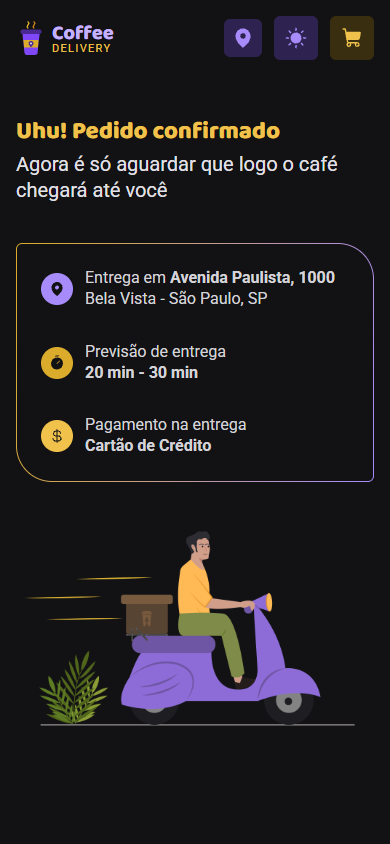 Coffee
DELIVERY
Uhu! Pedido confirmado
Agora é só aguardar que logo o café
chegará até você
Entrega em Avenida Paulista, 1000
Bela Vista - São Paulo, SP
Previsão de entrega
20 min - 30 min
Pagamento na entrega
Cartão de Crédito